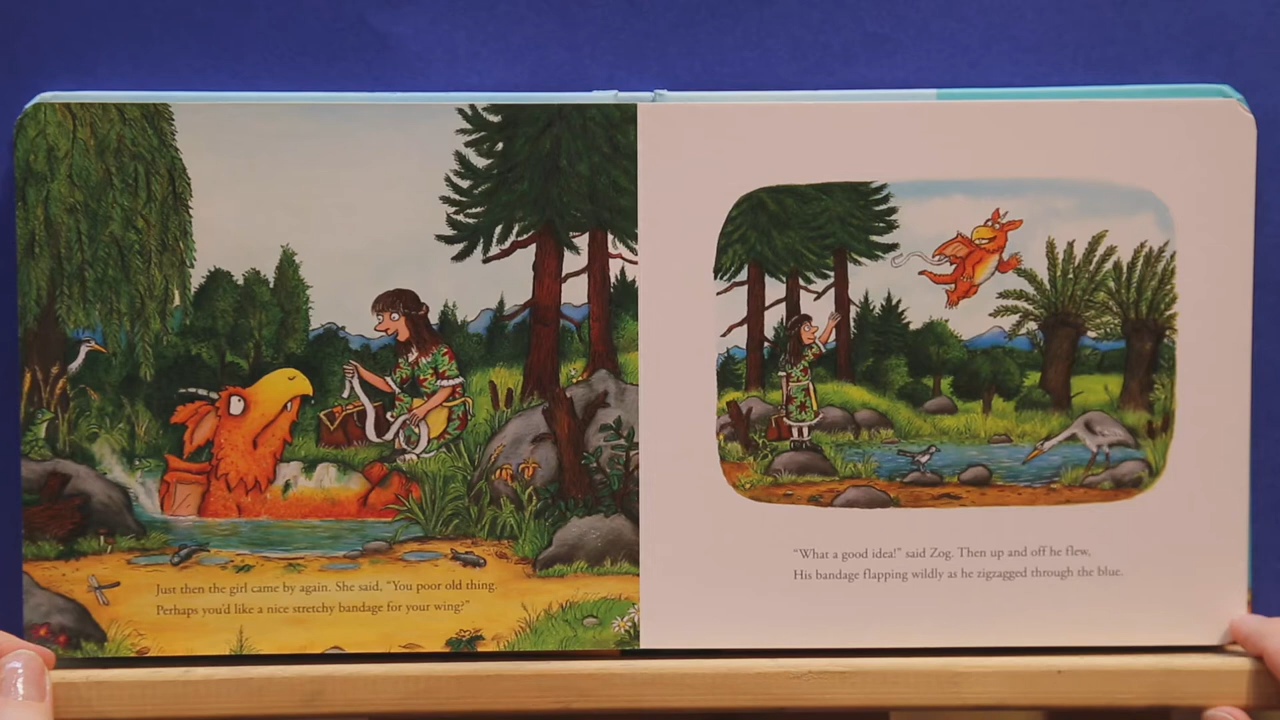 Just then the girl came by again. She said, “You poor old thing.
Perhaps you’d like a nice stretchy bandage for your wing?”
“What a good idea!” said Zog. Then up and off he flew,
His bandage flapping wildly as he zigzagged through the blue.